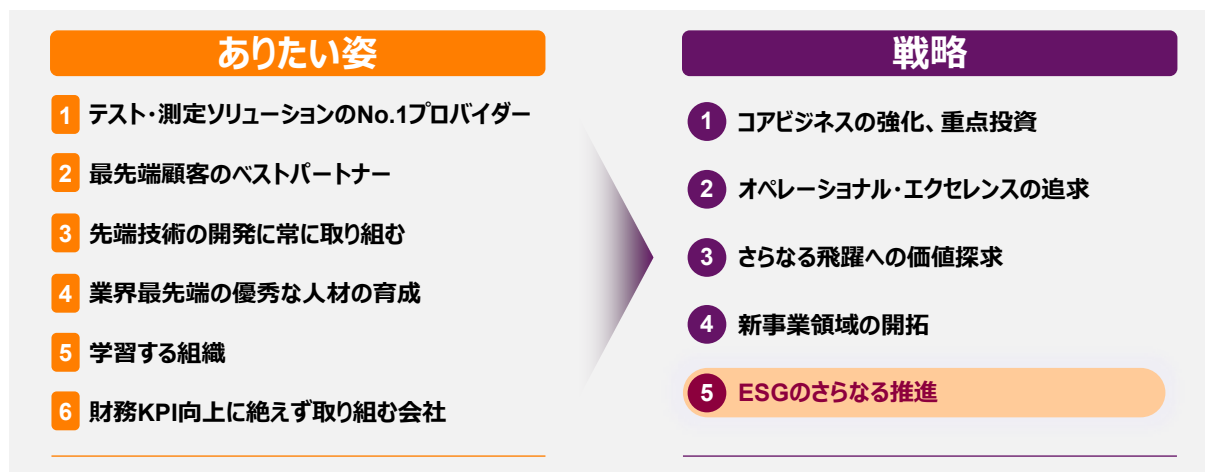 ありたい姿
1 テスト・測定ソリューションのNo.1プロバイダー
2 最先端顧客のベストパートナー
3 先端技術の開発に常に取り組む
4 業界最先端の優秀な人材の育成
5 学習する組織
6 財務KPI向上に絶えず取り組む会社
戦略
1 コアビジネスの強化、重点投資
2 オペレーショナル・エクセレンスの追求
3 さらなる飛躍への価値探求
4 新事業領域の開拓
5 ESGのさらなる推進